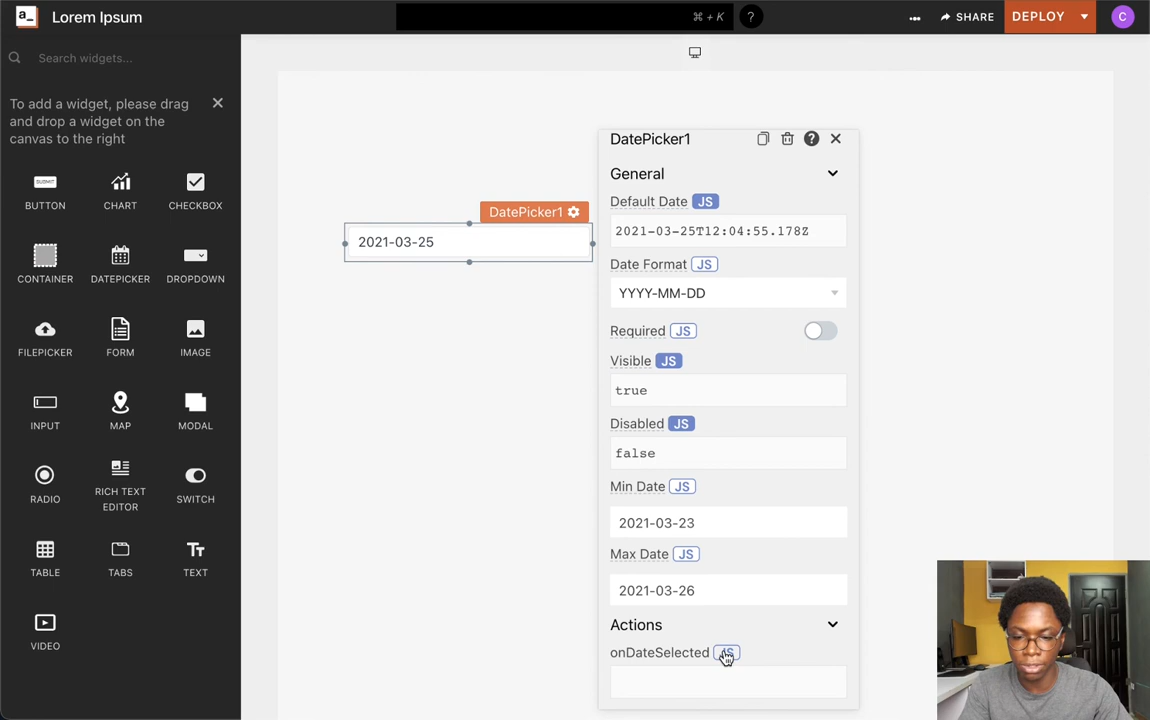 a_
Lorem Ipsum
⌘ + K
?
...
SHARE
DEPLOY
C
Search widgets...
To add a widget, please drag
and drop a widget on the
canvas to the right
SUBMIT
BUTTON
CHART
CHECKBOX
CONTAINER
DATEPICKER
DROPDOWN
FILEPICKER
FORM
IMAGE
INPUT
MAP
MODAL
RADIO
RICH TEXT
EDITOR
SWITCH
TABLE
TABS
Tt
TEXT
VIDEO
DatePicker1
2021-03-25
DatePicker1
?
General
Default Date JS
2021-03-25T12:04:55.178Z
Date Format JS
YYYY-MM-DD
Required JS
Visible JS
true
Disabled JS
false
Min Date JS
2021-03-23
Max Date JS
2021-03-26
Actions
onDateSelected JS